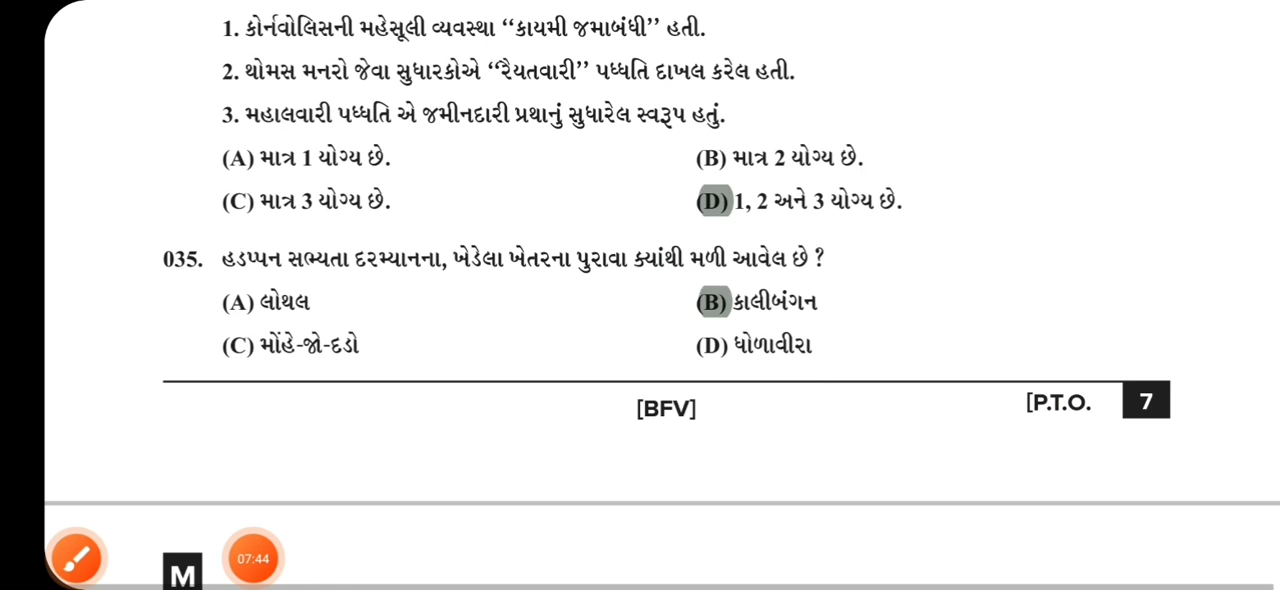 1. કોર્નવોલિસની મહેસૂલી વ્યવસ્થા “કાયમી જમાબંધી” હતી.
2. થોમસ મનરો જેવા સુધારકોએ “રૈયતવારી” પધ્ધતિ દાખલ કરેલ હતી.
3. મહાલવારી પધ્ધતિ એ જમીનદારી પ્રથાનું સુધારેલ સ્વરૂપ હતું.
(A) માત્ર 1 યોગ્ય છે. (B) માત્ર 2 યોગ્ય છે.
(C) માત્ર 3 યોગ્ય છે. (D) 1, 2 અને 3 યોગ્ય છે.
035. હડપ્પન સભ્યતા દરમ્યાનના, ખેડેલા ખેતરના પુરાવા ક્યાંથી મળી આવેલ છે ?
(A) લોથલ (B) કાલીબંગન
(C) મોંહે-જો-દડો (D) ધોળાવીરા
[BFV] [P.T.O. 7
M 07:44